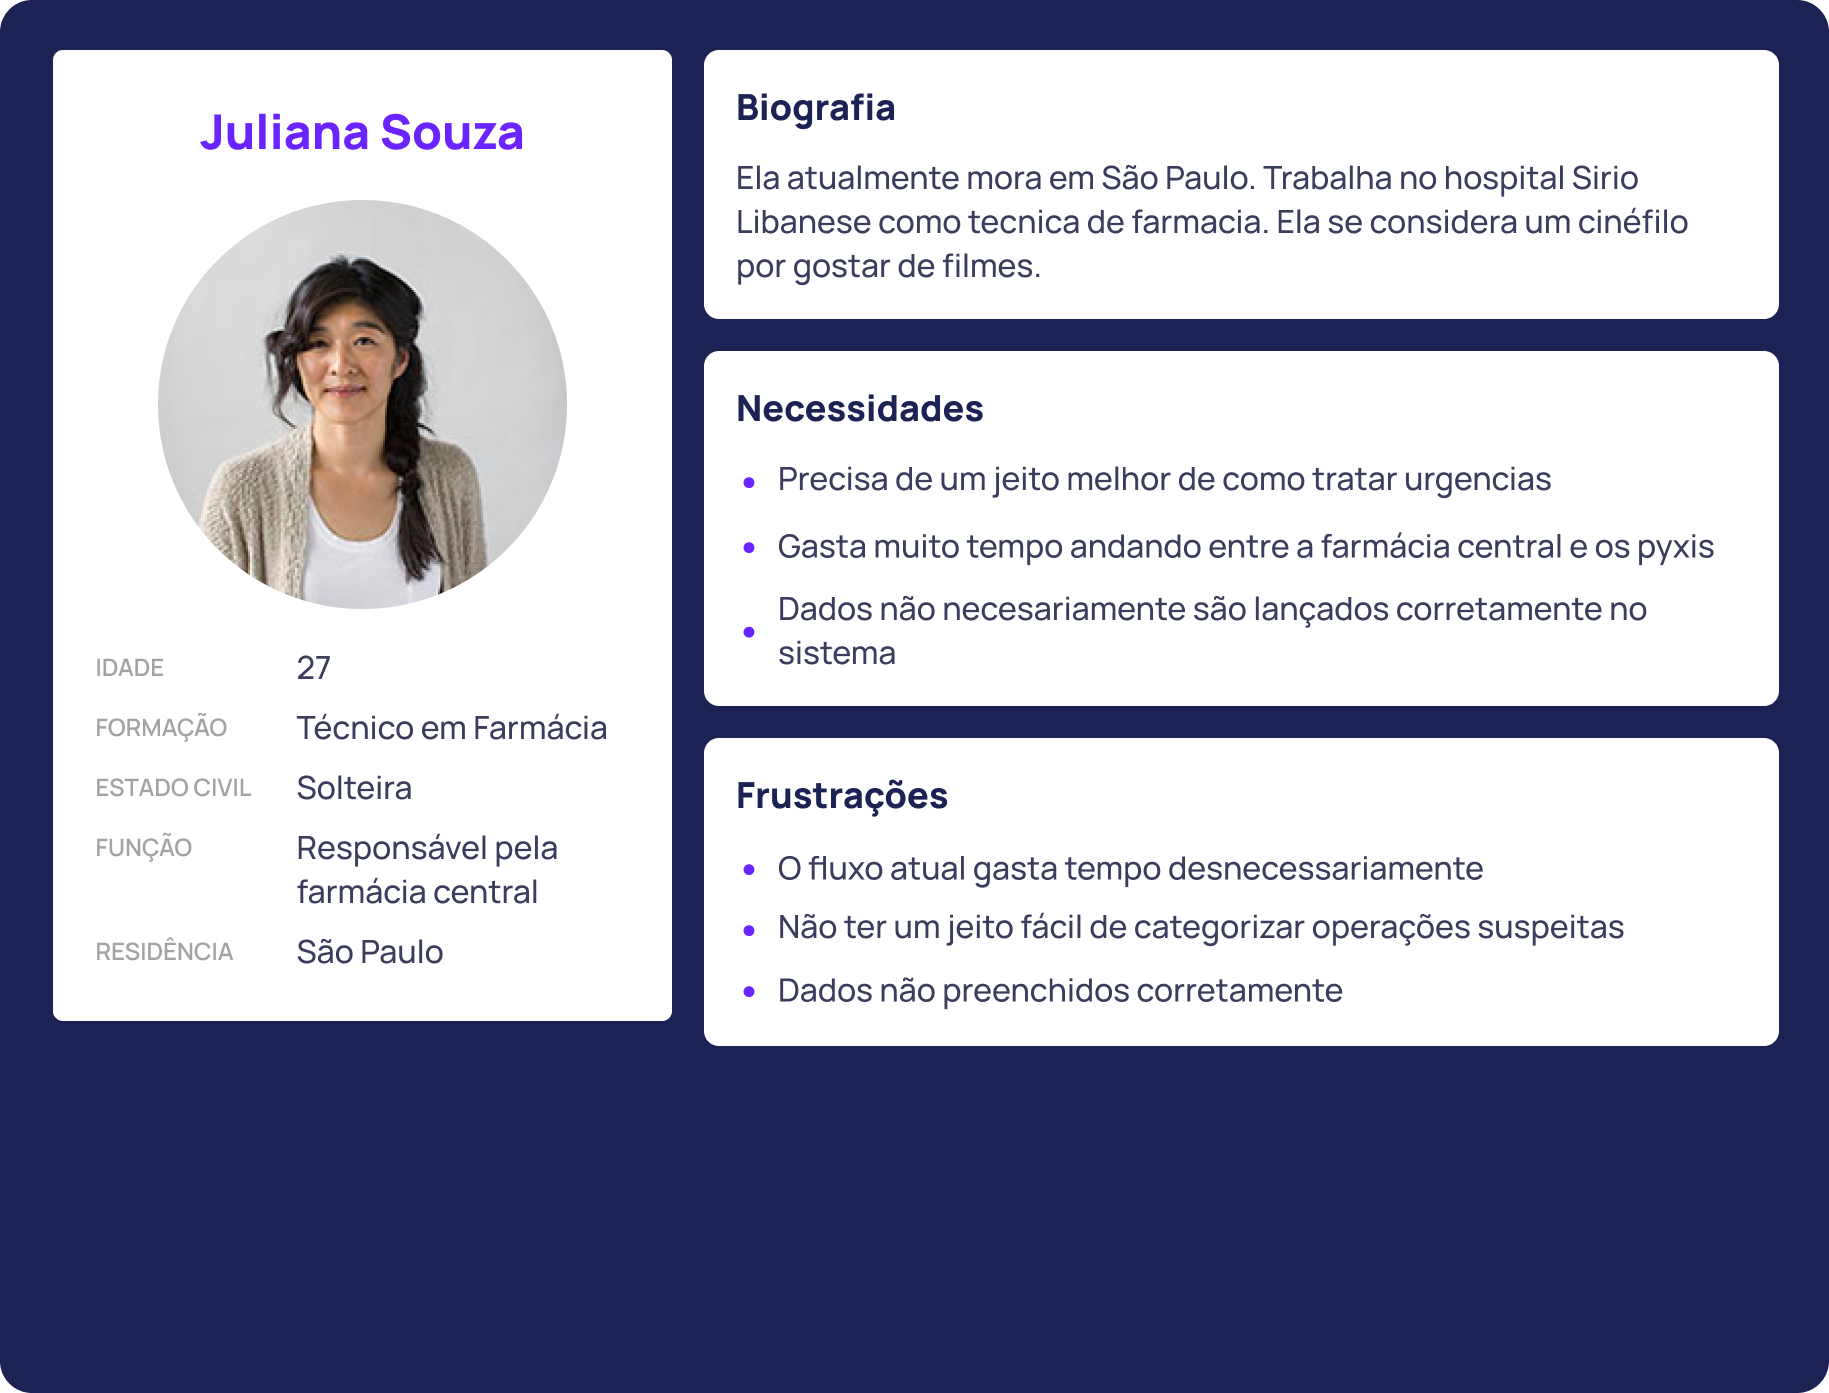 Juliana Souza
IDADE 27
FORMAÇÃO Técnico em Farmácia
ESTADO CIVIL Solteira
FUNÇÃO Responsável pela
farmácia central
RESIDÊNCIA São Paulo
Biografia
Ela atualmente mora em São Paulo. Trabalha no hospital Sirio
Libanese como tecnica de farmacia. Ela se considera um cinéfilo
por gostar de filmes.
Necessidades
• Precisa de um jeito melhor de como tratar urgencias
• Gasta muito tempo andando entre a farmácia central e os pyxis
• Dados não necesariamente são lançados corretamente no
sistema
Frustrações
• O fluxo atual gasta tempo desnecessariamente
• Não ter um jeito fácil de categorizar operações suspeitas
• Dados não preenchidos corretamente